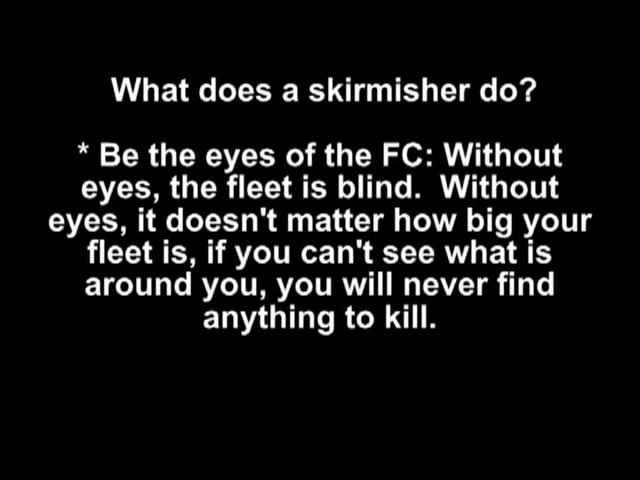 What does a skirmisher do?
* Be the eyes of the FC: Without
eyes, the fleet is blind.  Without
eyes, it doesn't matter how big your
fleet is, if you can't see what is
around you, you will never find
anything to kill.